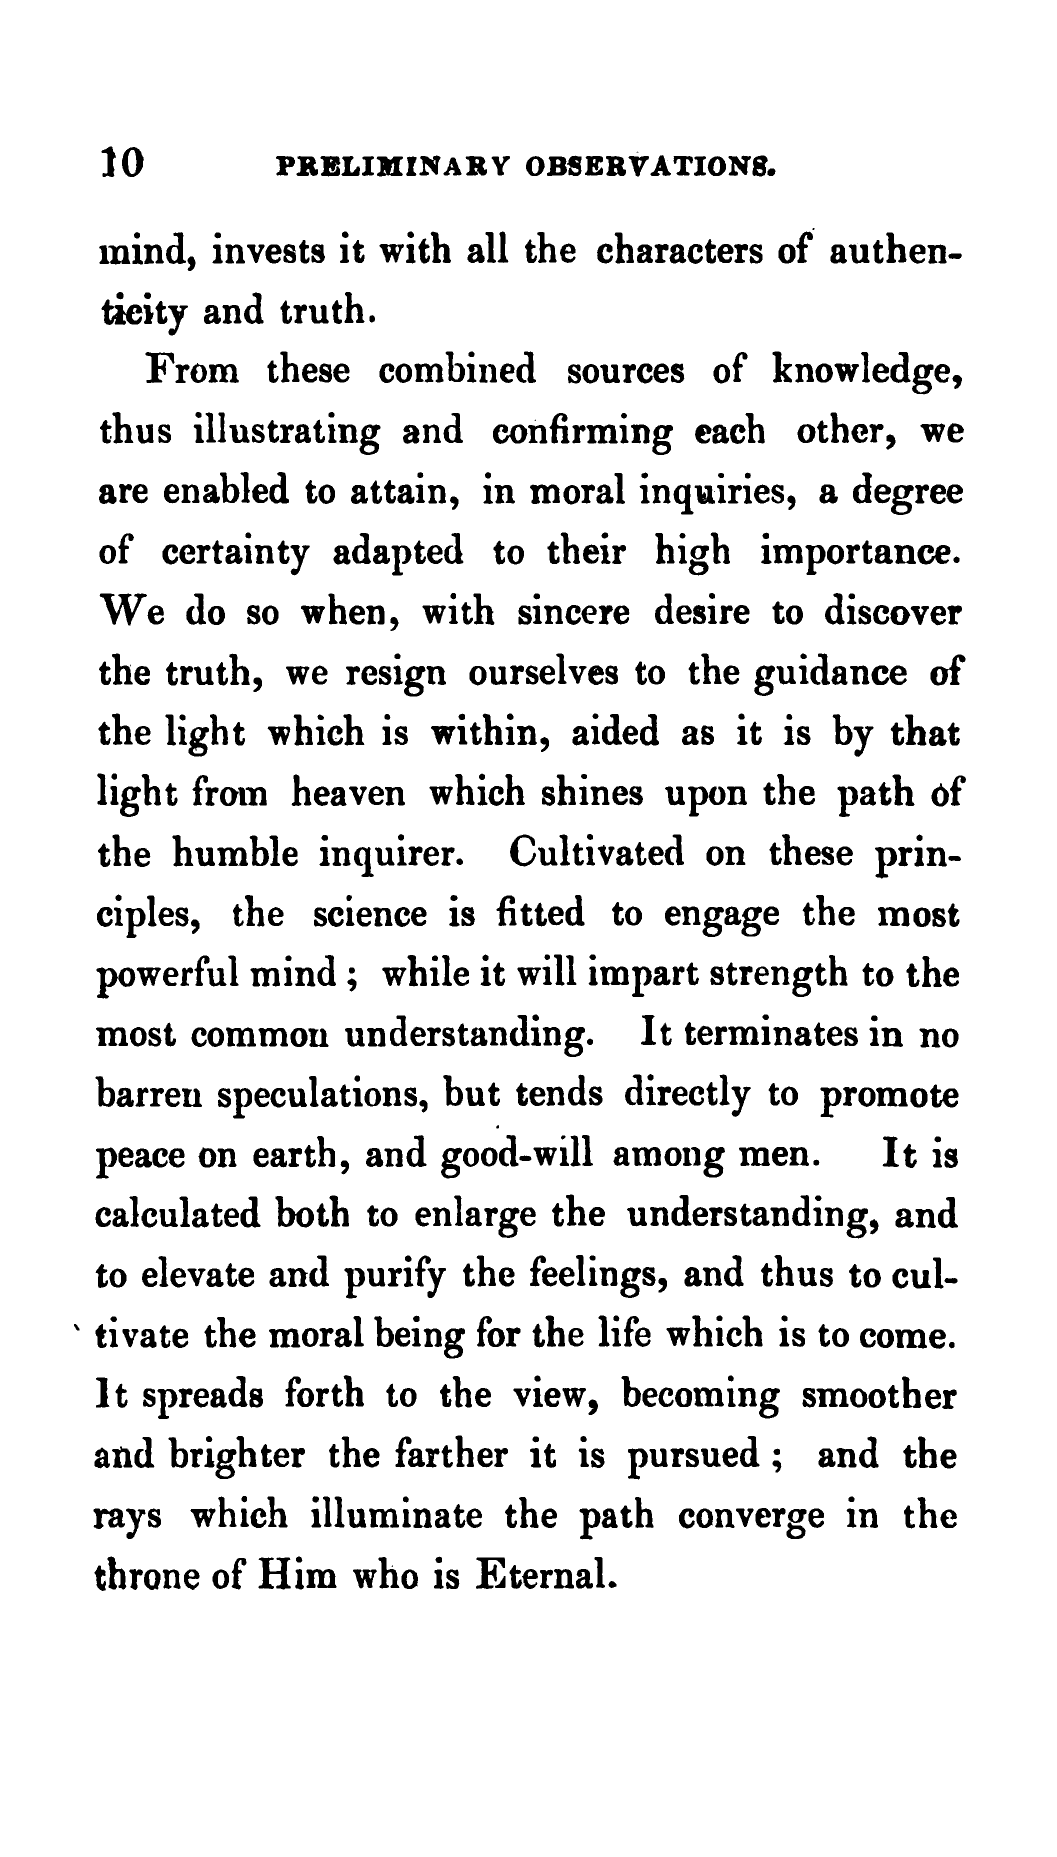 10 PRELIMINARY OBSERVATIONS.
mind, invests it with all the characters of authen-
ticity and truth.
From these combined sources of knowledge,
thus illustrating and confirming each other, we
are enabled to attain, in moral inquiries, a degree
of certainty adapted to their high importance.
We do so when, with sincere desire to discover
the truth, we resign ourselves to the guidance of
the light which is within, aided as it is by that
light from heaven which shines upon the path of
the humble inquirer. Cultivated on these prin-
ciples, the science is fitted to engage the most
powerful mind ; while it will impart strength to the
most common understanding. It terminates in no
barren speculations, but tends directly to promote
peace on earth, and good-will among men. It is
calculated both to enlarge the understanding, and
to elevate and purify the feelings, and thus to cul-
tivate the moral being for the life which is to come.
It spreads forth to the view, becoming smoother
and brighter the farther it is pursued ; and the
rays which illuminate the path converge in the
throne of Him who is Eternal.